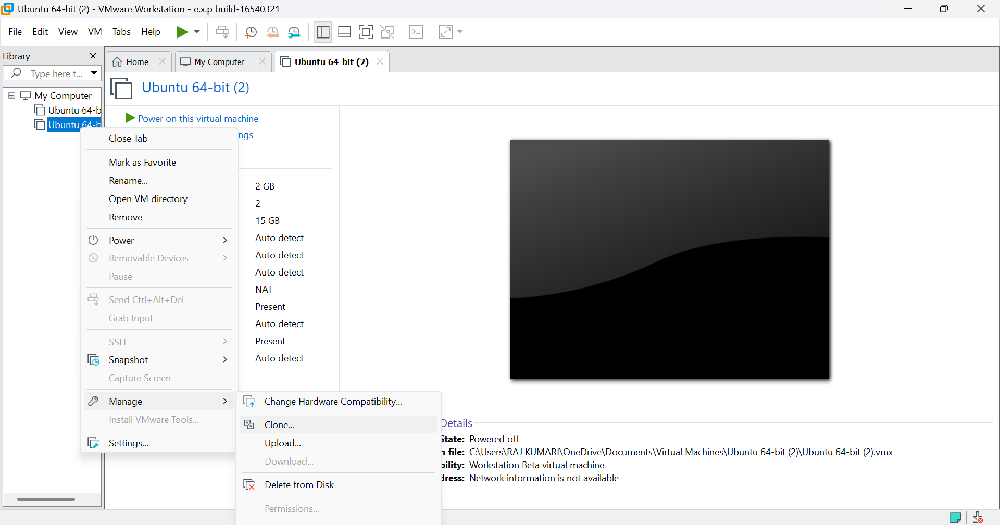 Ubuntu 64-bit (2) - VMware Workstation - e.x.p build-16540321
File Edit View VM Tabs Help
Library
Type here t...
My Computer
Ubuntu 64-b
Ubuntu 64-b
Home
My Computer
Ubuntu 64-bit (2)
Ubuntu 64-bit (2)
Power on this virtual machine
ngs
Close Tab
Mark as Favorite
Rename...
Open VM directory
Remove
Power
Removable Devices
Pause
Send Ctrl+Alt+Del
Grab Input
SSH
Snapshot
Capture Screen
Manage
Install VMware Tools...
Settings...
2 GB
2
15 GB
Auto detect
Auto detect
Auto detect
NAT
Present
Auto detect
Present
Auto detect
Change Hardware Compatibility...
Clone...
Upload...
Download...
Delete from Disk
Permissions...
Details
State: Powered off
n file: C:\Users\RAJ KUMARI\OneDrive\Documents\Virtual Machines\Ubuntu 64-bit (2)\Ubuntu 64-bit (2).vmx
bility: Workstation Beta virtual machine
dress: Network information is not available